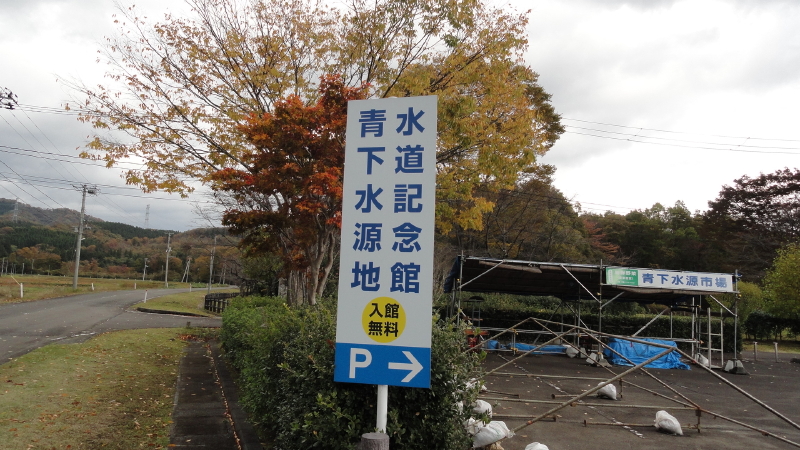 水道記念館
青下水源地
入館
無料
P→
青下水源市場